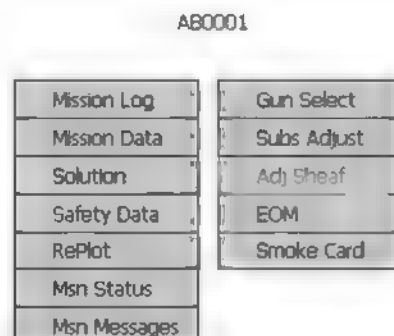 AB0001
Mission Log
Mission Data
Solution
Safety Data
RePlot
Msn Status
Msn Messages
Gun Select
Subs Adjust
Adj Sheaf
EOM
Smoke Card